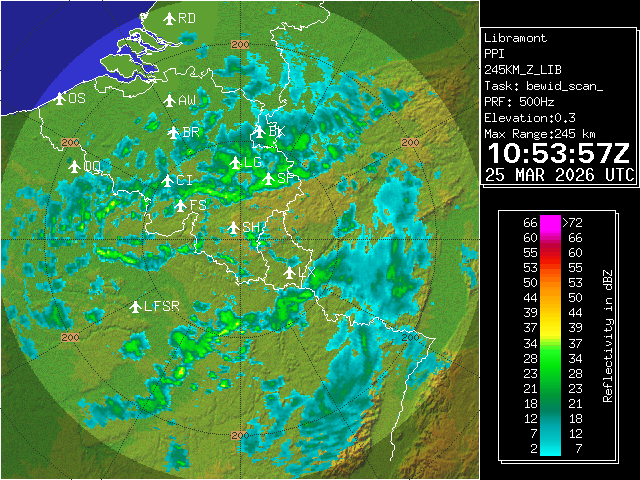 RD
200
OS
AW
BR
BK
200
200
LG
OO
CI
SP
FS
SH
LX
LFSR
200
200
200
Libramont
PPI
245KM_Z_LIB
Task: bewid_scan_
PRF: 500Hz
Elevation:0.3
Max Range:245 km
10:53:57Z
25 MAR 2026 UTC
66 >72
60 66
55 60
53 55
50 53
44 50
39 44
37 39
34 37
28 34
24 28
23 24
21 23
18 21
12 18
7 12
2 7
Reflectivity in dBZ